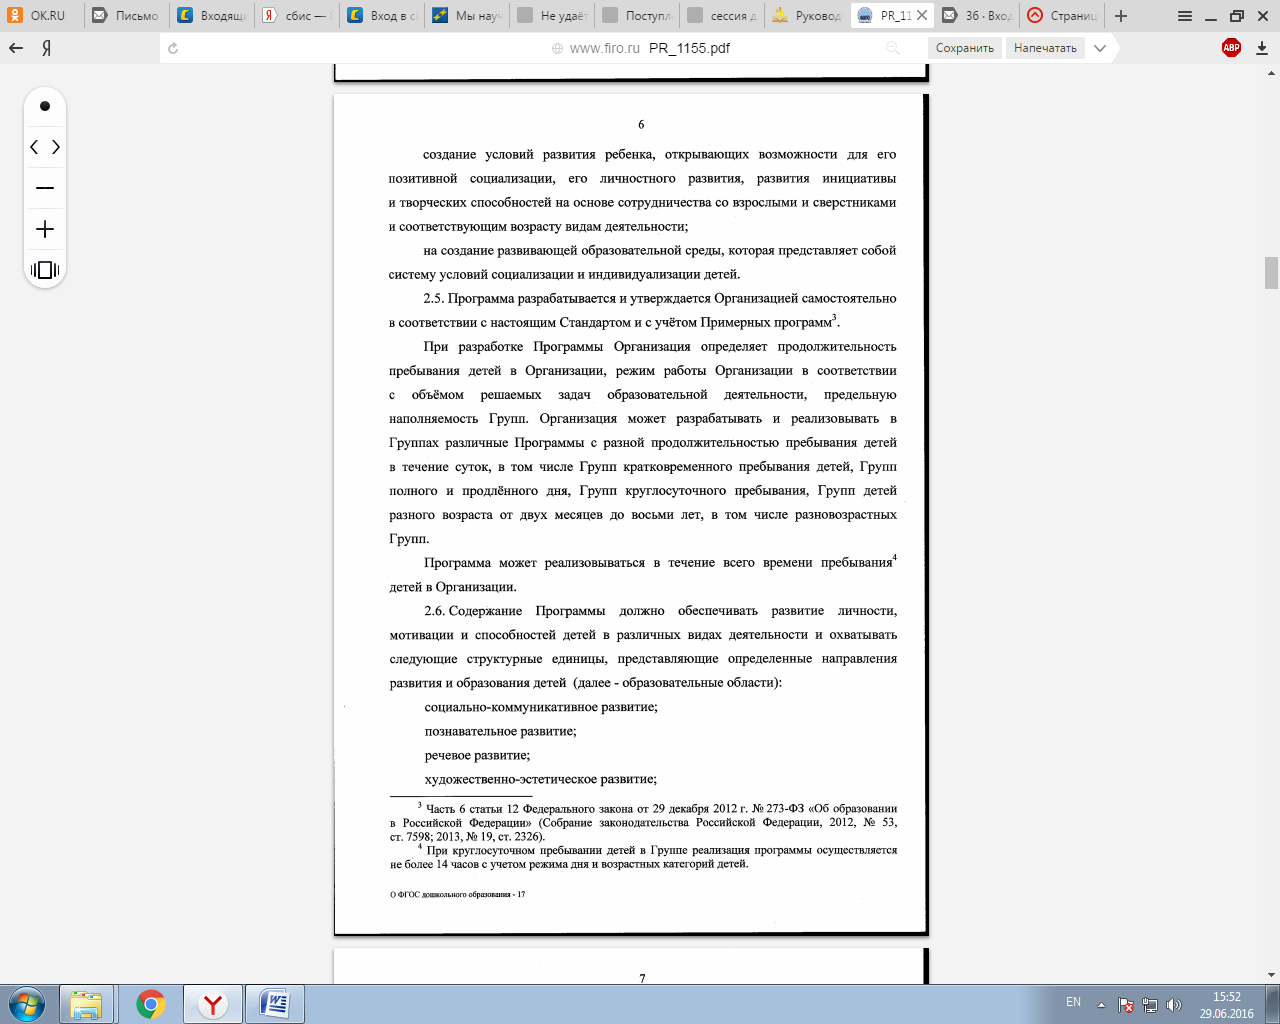 OK.RU
Письмо
Входящи
сбис —
Вход в с
Мы науч
Не удаёт
Поступл
сессия д
Руковод
PR_11
36 · Вход
Страниц
www.firo.ru PR_1155.pdf
Сохранить
Напечатать
ABP
6
создание условий развития ребенка, открывающих возможности для его
позитивной социализации, его личностного развития, развития инициативы
и творческих способностей на основе сотрудничества со взрослыми и сверстниками
и соответствующим возрасту видам деятельности;
на создание развивающей образовательной среды, которая представляет собой
систему условий социализации и индивидуализации детей.
2.5. Программа разрабатывается и утверждается Организацией самостоятельно
в соответствии с настоящим Стандартом и с учётом Примерных программ3.
При разработке Программы Организация определяет продолжительность
пребывания детей в Организации, режим работы Организации в соответствии
с объёмом решаемых задач образовательной деятельности, предельную
наполняемость Групп. Организация может разрабатывать и реализовывать в
Группах различные Программы с разной продолжительностью пребывания детей
в течение суток, в том числе Групп кратковременного пребывания детей, Групп
полного и продлённого дня, Групп круглосуточного пребывания, Групп детей
разного возраста от двух месяцев до восьми лет, в том числе разновозрастных
Групп.
Программа может реализовываться в течение всего времени пребывания4
детей в Организации.
2.6. Содержание Программы должно обеспечивать развитие личности,
мотивации и способностей детей в различных видах деятельности и охватывать
следующие структурные единицы, представляющие определенные направления
развития и образования детей (далее - образовательные области):
социально-коммуникативное развитие;
познавательное развитие;
речевое развитие;
художественно-эстетическое развитие;
3 Часть 6 статьи 12 Федерального закона от 29 декабря 2012 г. № 273-ФЗ «Об образовании
в Российской Федерации» (Собрание законодательства Российской Федерации, 2012, № 53,
ст. 7598; 2013, № 19, ст. 2326).
4 При круглосуточном пребывании детей в Группе реализация программы осуществляется
не более 14 часов с учетом режима дня и возрастных категорий детей.
О ФГОС дошкольного образования - 17
7
EN
15:52
29.06.2016